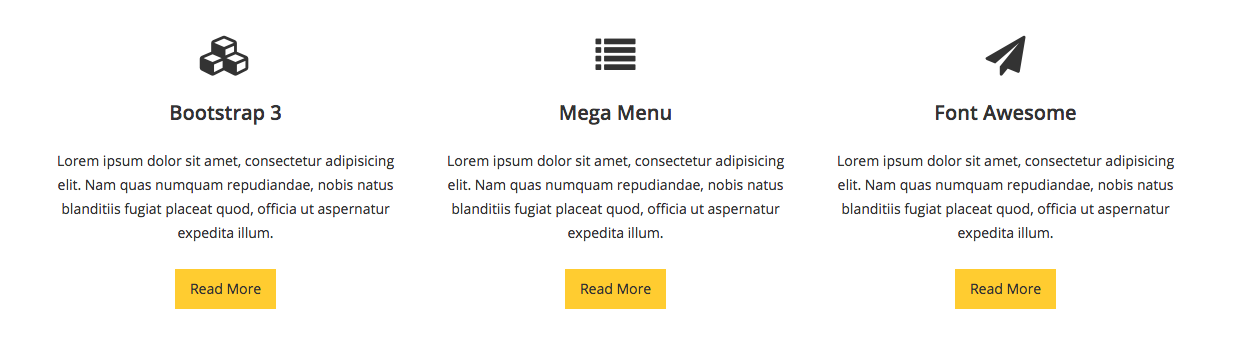 Bootstrap 3
Lorem ipsum dolor sit amet, consectetur adipisicing
elit. Nam quas numquam repudiandae, nobis natus
blanditiis fugiat placeat quod, officia ut aspernatur
expedita illum.
Read More
Mega Menu
Lorem ipsum dolor sit amet, consectetur adipisicing
elit. Nam quas numquam repudiandae, nobis natus
blanditiis fugiat placeat quod, officia ut aspernatur
expedita illum.
Read More
Font Awesome
Lorem ipsum dolor sit amet, consectetur adipisicing
elit. Nam quas numquam repudiandae, nobis natus
blanditiis fugiat placeat quod, officia ut aspernatur
expedita illum.
Read More